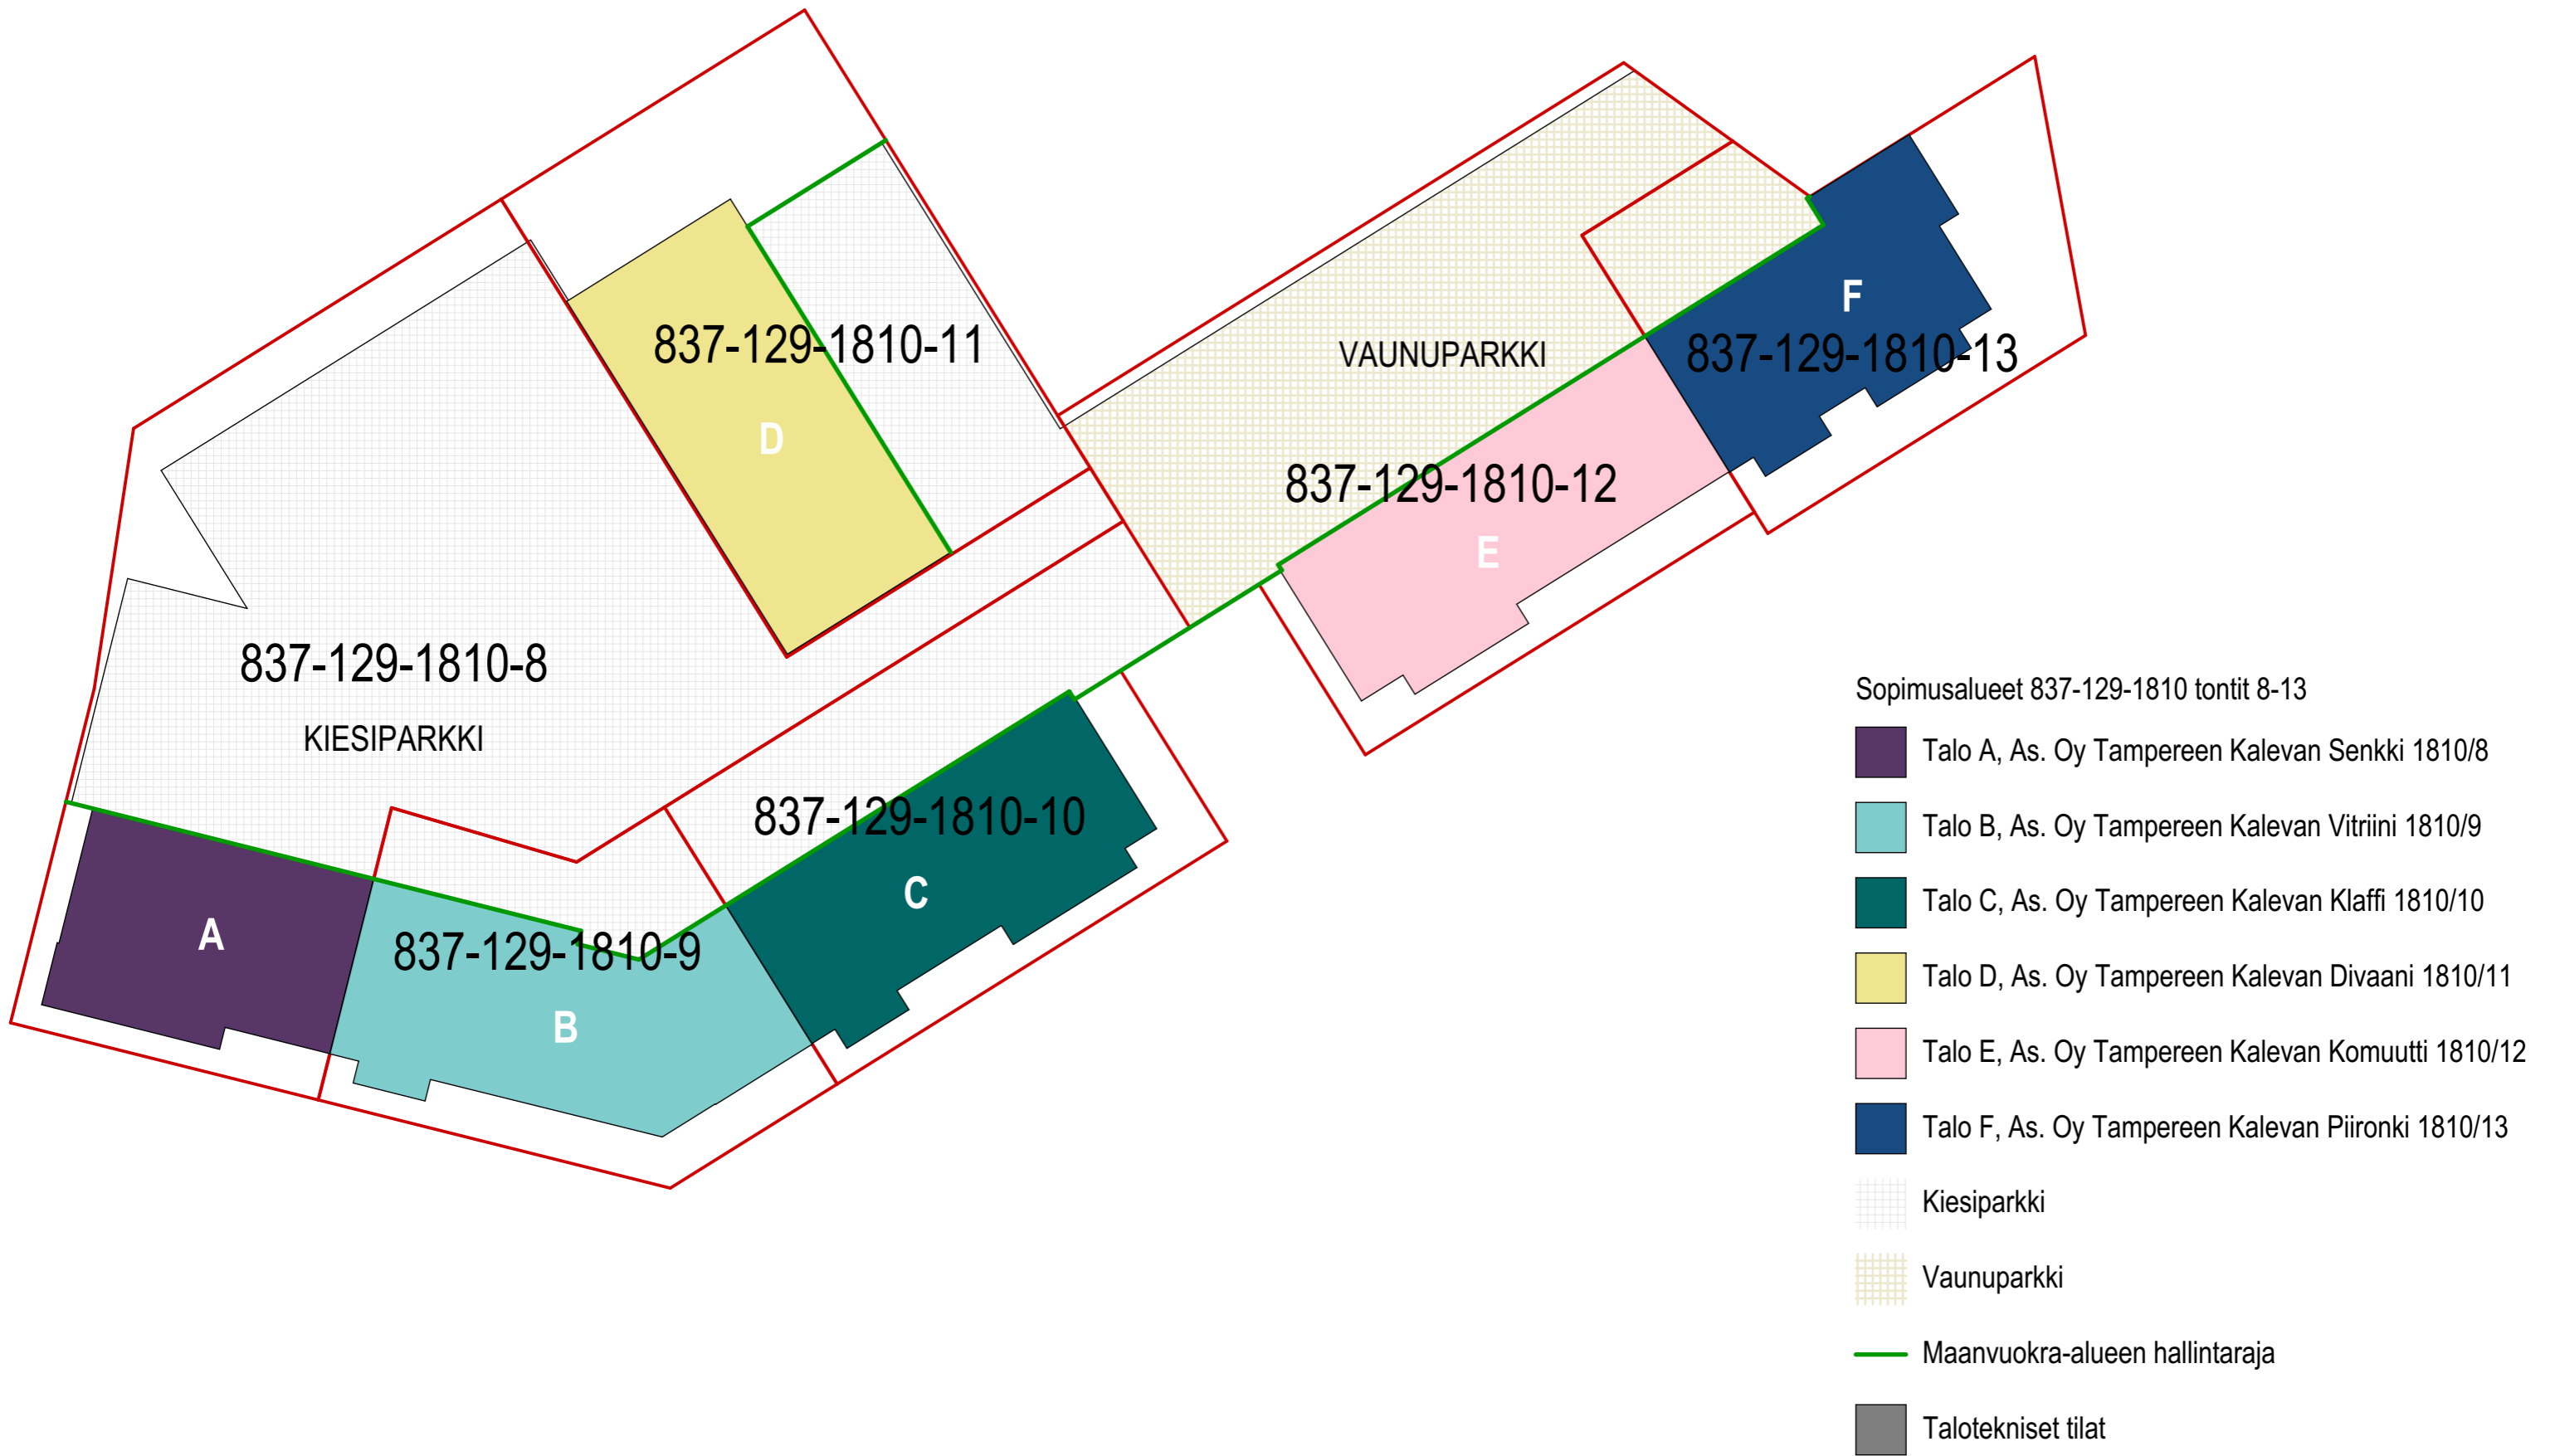 837-129-1810-11
D
VAUNUPARKKI
F
837-129-1810-13
837-129-1810-12
E
837-129-1810-8
KIESIPARKKI
837-129-1810-10
C
A
837-129-1810-9
B
Sopimusalueet 837-129-1810 tontit 8-13
Talo A, As. Oy Tampereen Kalevan Senkki 1810/8
Talo B, As. Oy Tampereen Kalevan Vitriini 1810/9
Talo C, As. Oy Tampereen Kalevan Klaffi 1810/10
Talo D, As. Oy Tampereen Kalevan Divaani 1810/11
Talo E, As. Oy Tampereen Kalevan Komuutti 1810/12
Talo F, As. Oy Tampereen Kalevan Piironki 1810/13
Kiesiparkki
Vaunuparkki
Maanvuokra-alueen hallintaraja
Talotekniset tilat